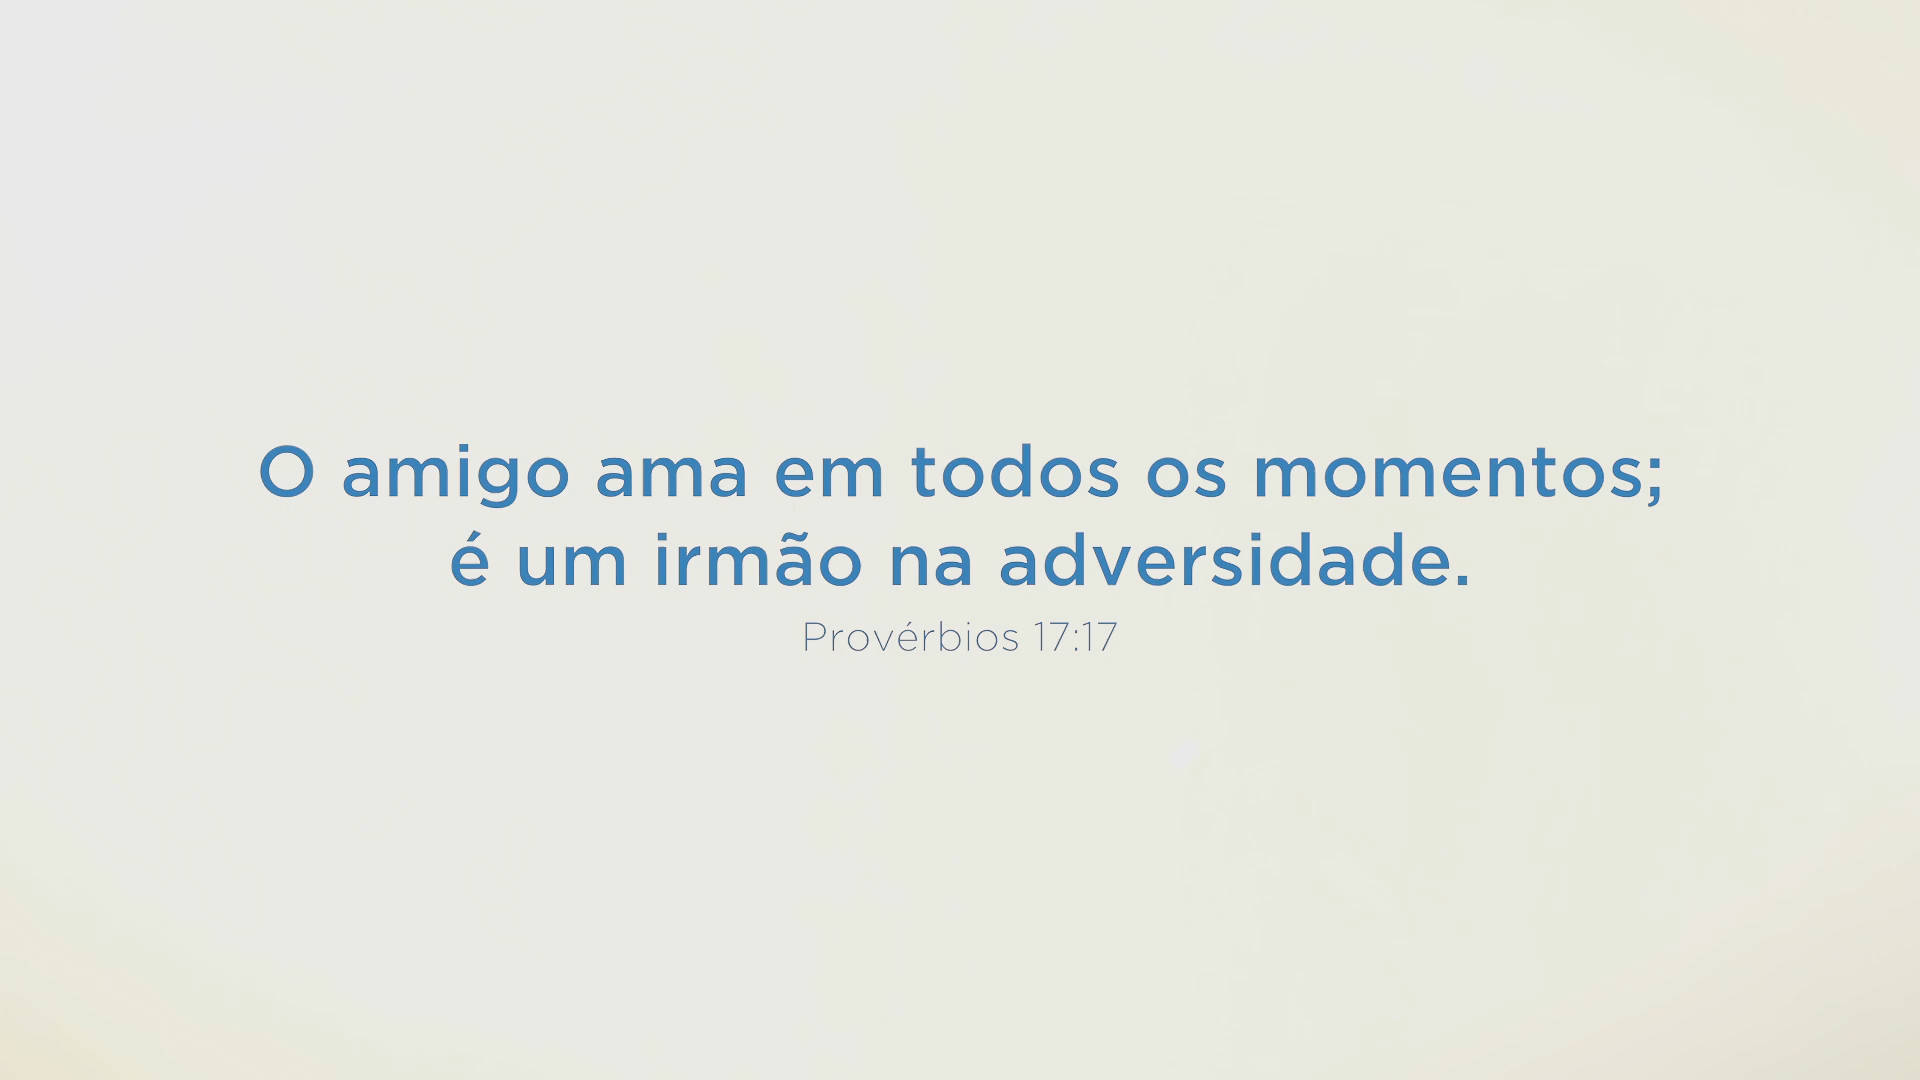 O amigo ama em todos os momentos;
é um irmão na adversidade.
Provérbios 17:17